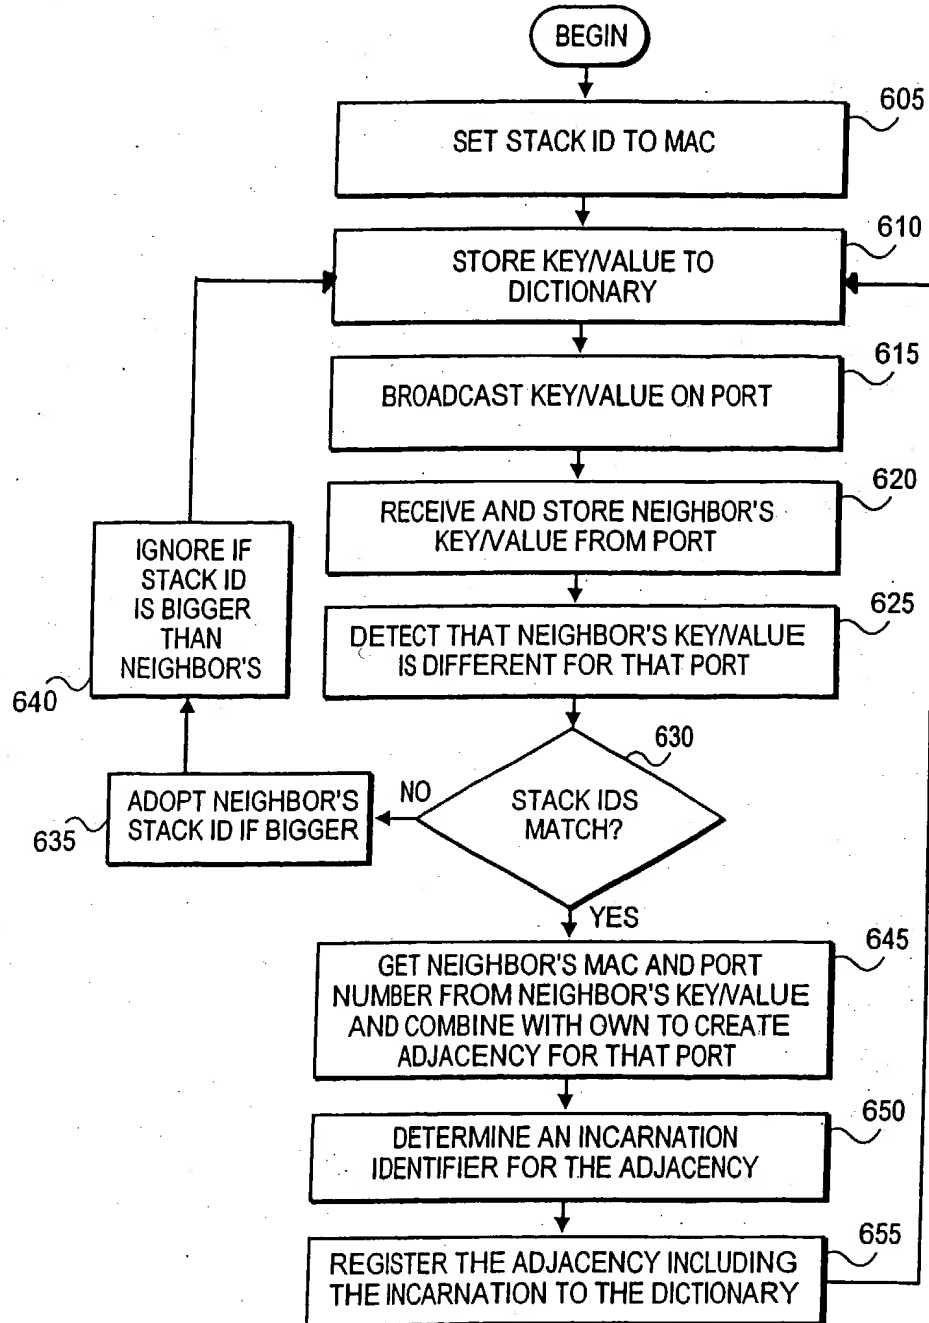 BEGIN
605
SET STACK ID TO MAC
610
STORE KEY/VALUE TO
DICTIONARY
615
BROADCAST KEY/VALUE ON PORT
620
RECEIVE AND STORE NEIGHBOR'S
KEY/VALUE FROM PORT
625
DETECT THAT NEIGHBOR'S KEY/VALUE
IS DIFFERENT FOR THAT PORT
IGNORE IF
STACK ID
IS BIGGER
THAN
NEIGHBOR'S
640
630
STACK IDS
MATCH?
NO
ADOPT NEIGHBOR'S
STACK ID IF BIGGER
635
YES
645
GET NEIGHBOR'S MAC AND PORT
NUMBER FROM NEIGHBOR'S KEY/VALUE
AND COMBINE WITH OWN TO CREATE
ADJACENCY FOR THAT PORT
650
DETERMINE AN INCARNATION
IDENTIFIER FOR THE ADJACENCY
655
REGISTER THE ADJACENCY INCLUDING
THE INCARNATION TO THE DICTIONARY